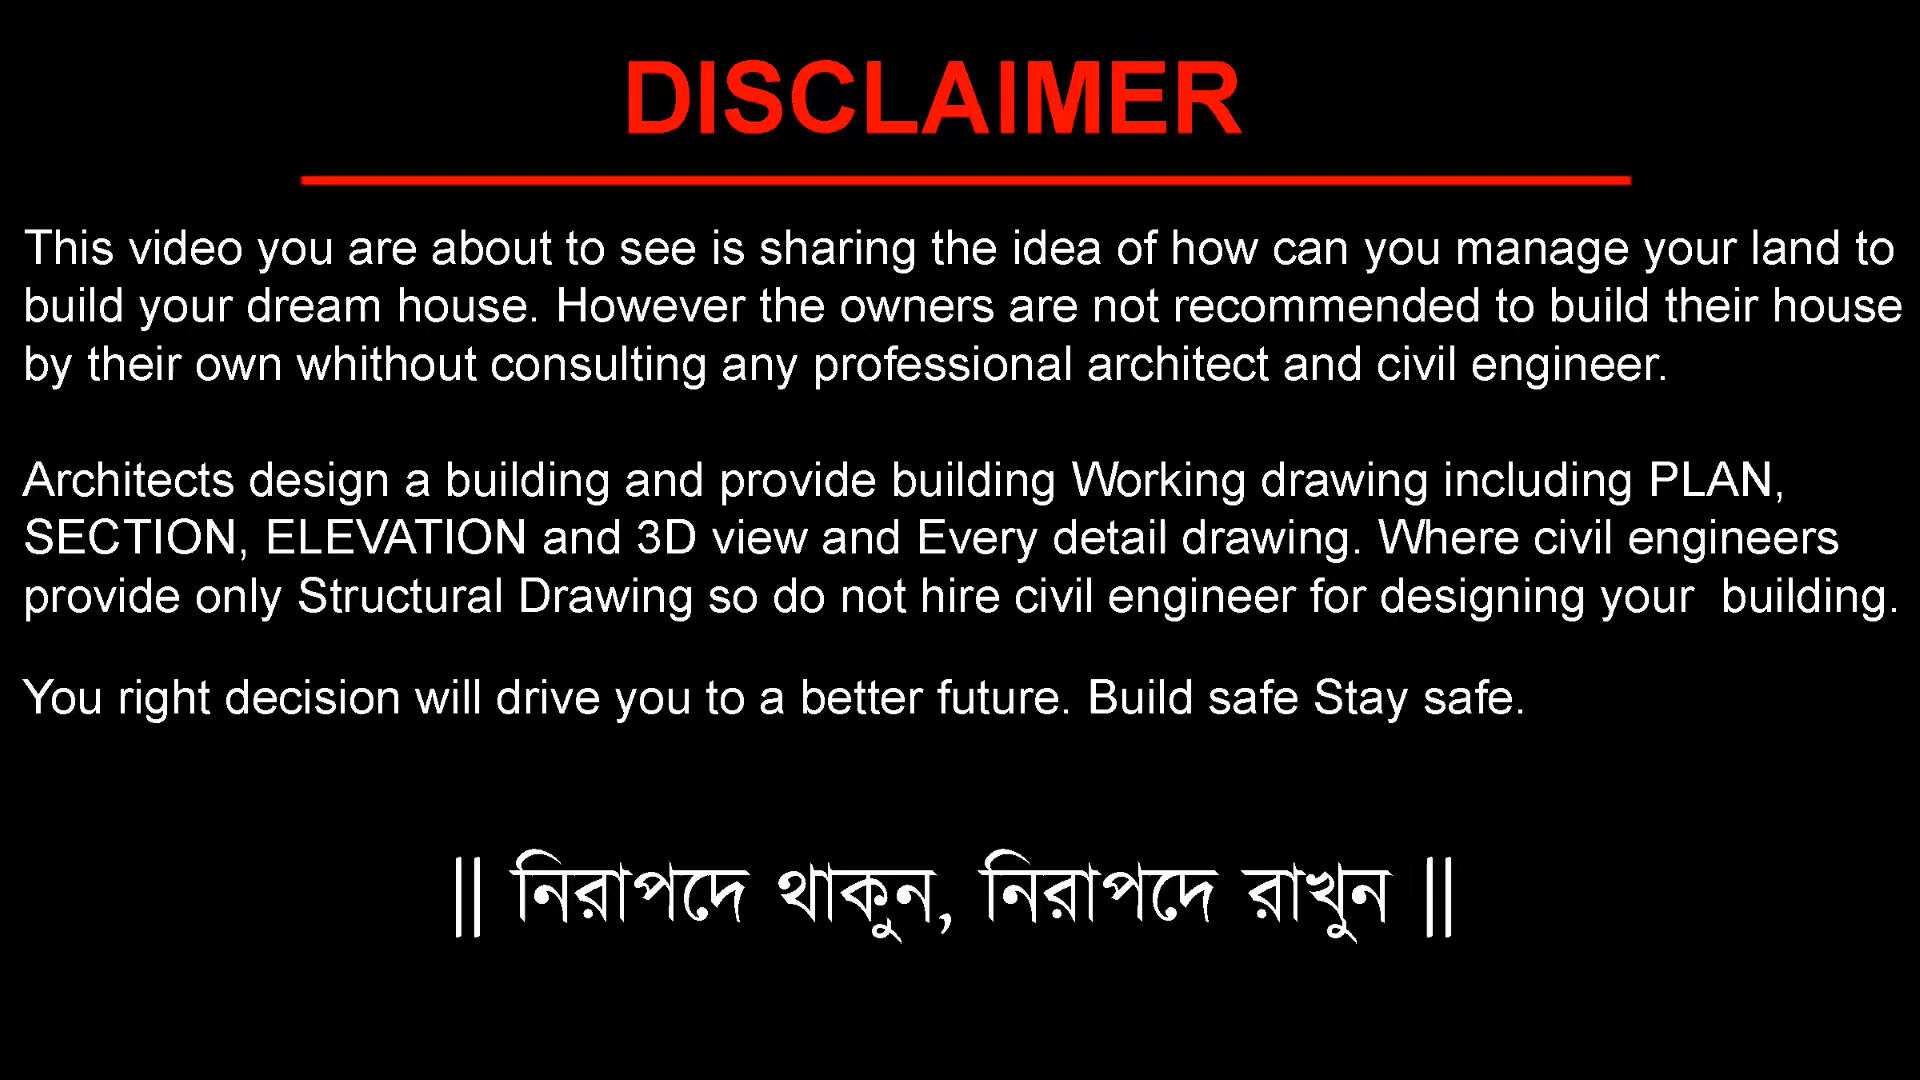 DISCLAIMER
This video you are about to see is sharing the idea of how can you manage your land to
build your dream house. However the owners are not recommended to build their house
by their own whithout consulting any professional architect and civil engineer.
Architects design a building and provide building Working drawing including PLAN,
SECTION, ELEVATION and 3D view and Every detail drawing. Where civil engineers
provide only Structural Drawing so do not hire civil engineer for designing your  building.
You right decision will drive you to a better future. Build safe Stay safe.
|| নিরাপদে থাকুন, নিরাপদে রাখুন ||